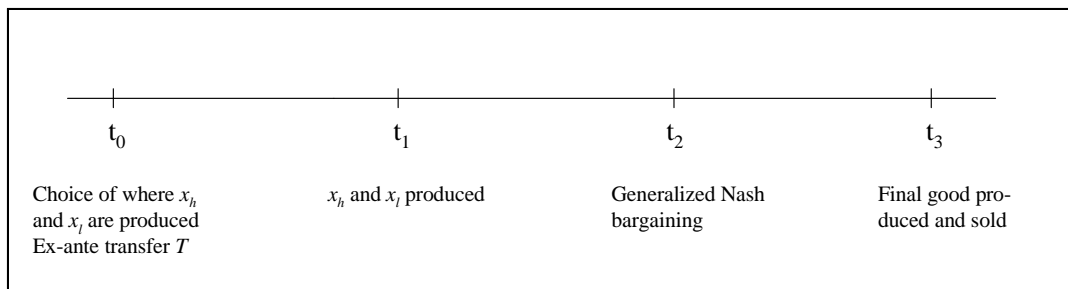 t0 t1 t2 t3
Choice of where xh xh and xl produced Generalized Nash Final good pro-
and xl are produced bargaining duced and sold
Ex-ante transfer T